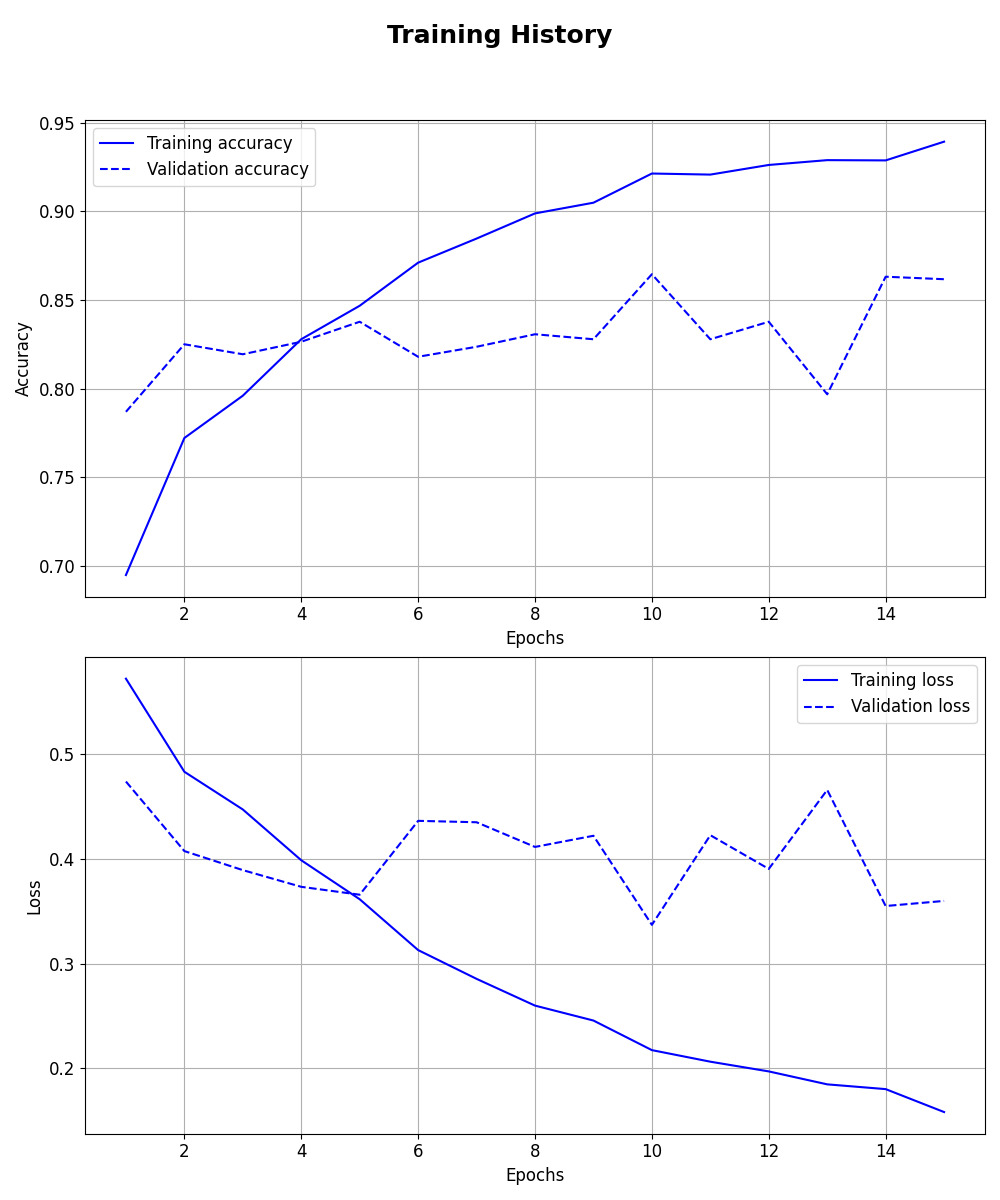 Training History
0.95
0.90
0.85
0.80
0.75
0.70
Accuracy
Training accuracy
Validation accuracy
2 4 6 8 10 12 14
Epochs
0.5
0.4
0.3
0.2
Loss
Training loss
Validation loss
2 4 6 8 10 12 14
Epochs